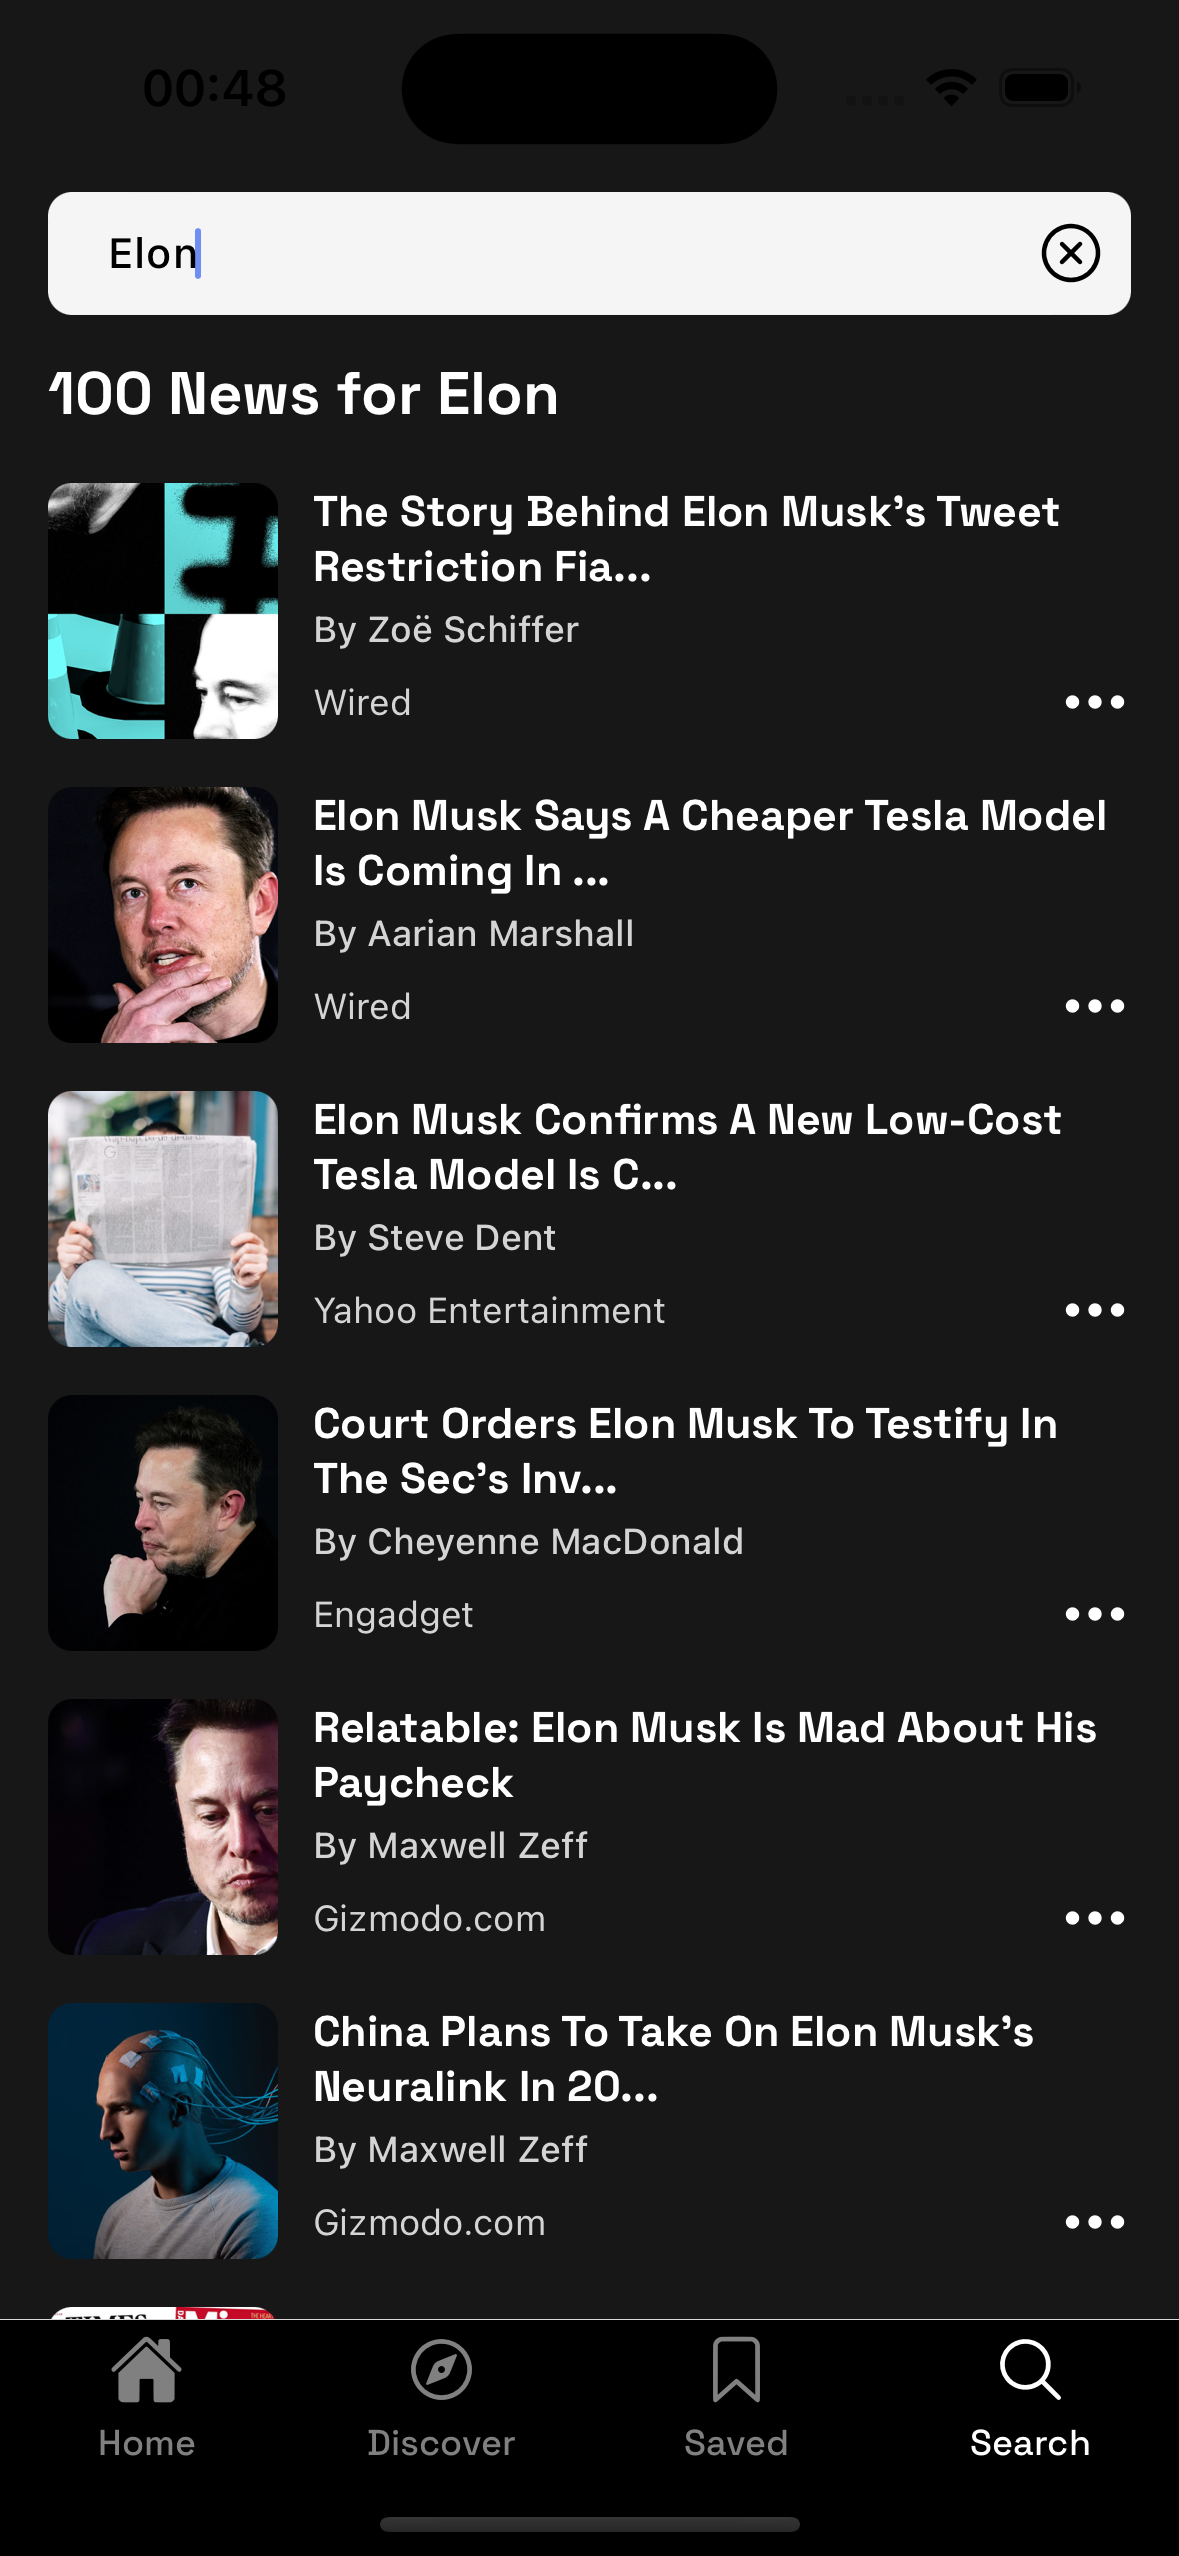 00:48
Elon
100 News for Elon
The Story Behind Elon Musk's Tweet
Restriction Fia...
By Zoë Schiffer
Wired
Elon Musk Says A Cheaper Tesla Model
Is Coming In ...
By Aarian Marshall
Wired
Elon Musk Confirms A New Low-Cost
Tesla Model Is C...
By Steve Dent
Yahoo Entertainment
Court Orders Elon Musk To Testify In
The Sec's Inv...
By Cheyenne MacDonald
Engadget
Relatable: Elon Musk Is Mad About His
Paycheck
By Maxwell Zeff
Gizmodo.com
China Plans To Take On Elon Musk's
Neuralink In 20...
By Maxwell Zeff
Gizmodo.com
Home
Discover
Saved
Search